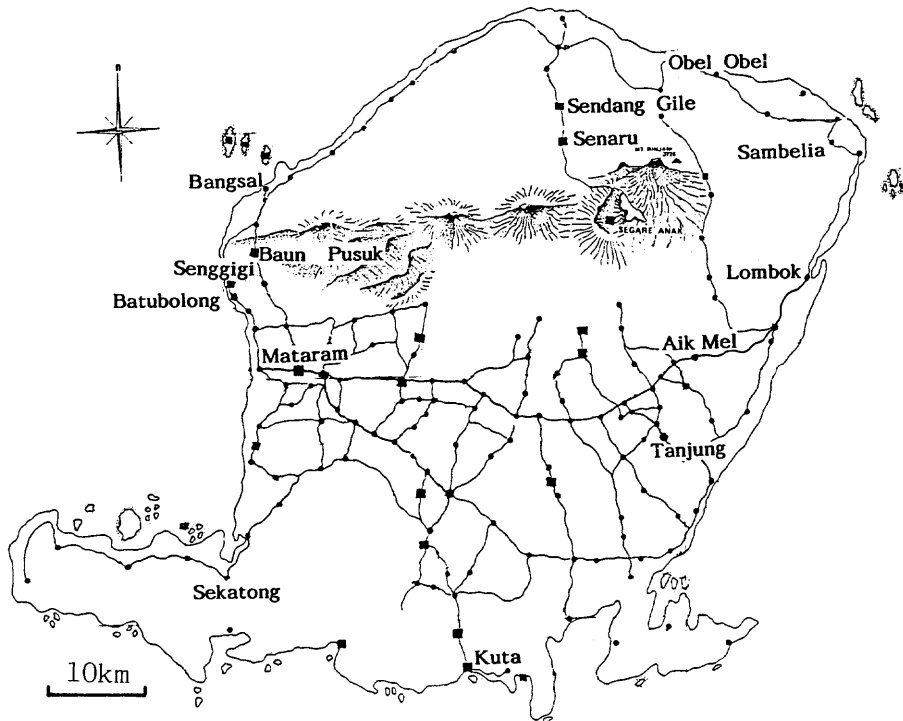 n
Obel Obel
Sendang Gile
Senaru
Sambelia
Bangsal
SEGARE ANAK
Baun Pusuk
Senggigi
Lombok
Batubolong
Mataram
Aik Mel
Tanjung
Sekatong
Kuta
10km